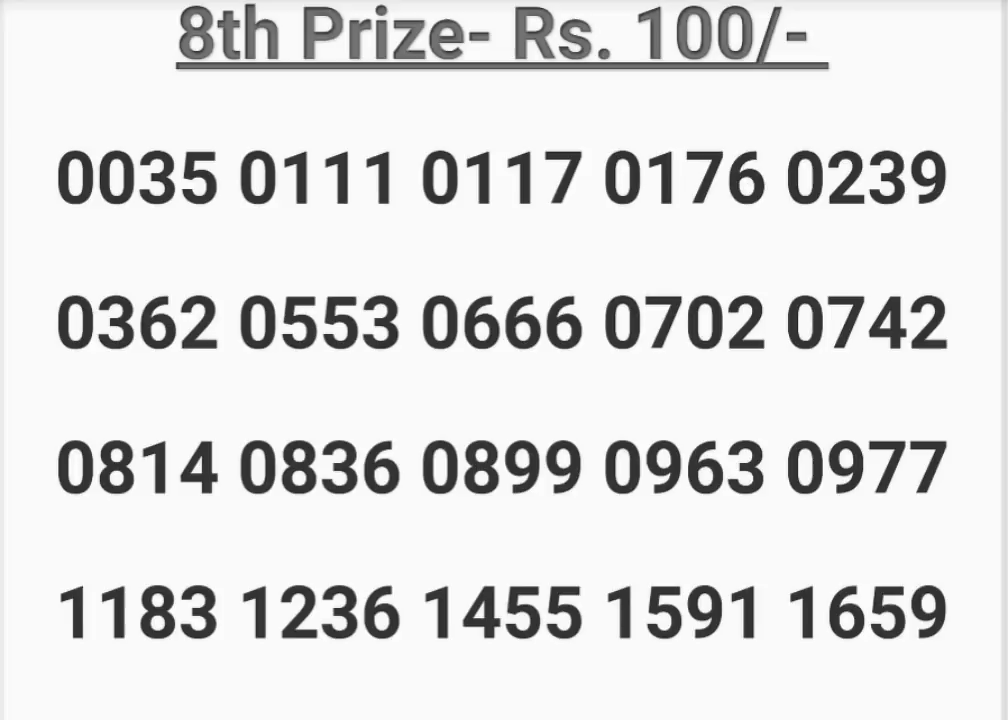 8th Prize- Rs. 100/-
0035 0111 0117 0176 0239
0362 0553 0666 0702 0742
0814 0836 0899 0963 0977
1183 1236 1455 1591 1659